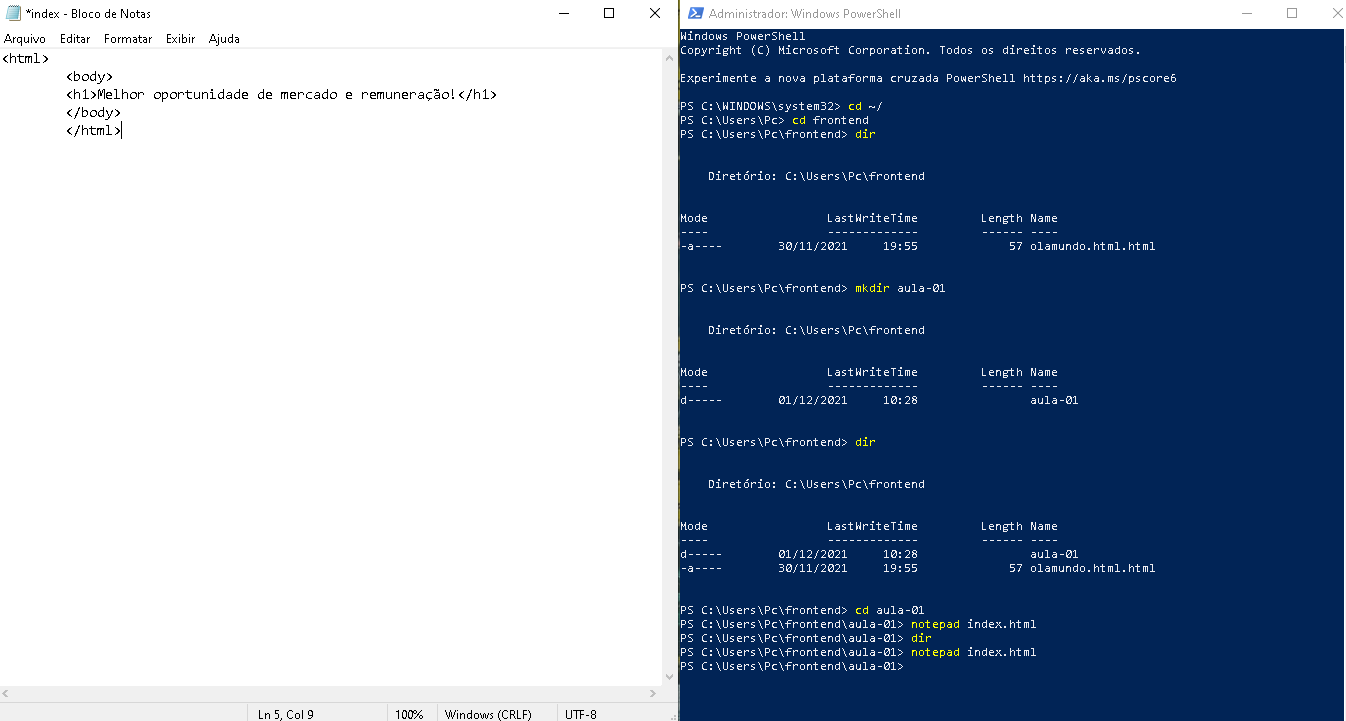 *index - Bloco de Notas
Arquivo Editar Formatar Exibir Ajuda
<html>
<body>
<h1>Melhor oportunidade de mercado e remuneração!</h1>
</body>
</html>
Ln 5, Col 9 100% Windows (CRLF) UTF-8
Administrador: Windows PowerShell
Windows PowerShell
Copyright (C) Microsoft Corporation. Todos os direitos reservados.
Experimente a nova plataforma cruzada PowerShell https://aka.ms/pscore6
PS C:\WINDOWS\system32> cd ~/
PS C:\Users\Pc> cd frontend
PS C:\Users\Pc\frontend> dir
Diretório: C:\Users\Pc\frontend
Mode LastWriteTime Length Name
---- ------------- ------ ----
-a---- 30/11/2021 19:55 57 olamundo.html.html
PS C:\Users\Pc\frontend> mkdir aula-01
Diretório: C:\Users\Pc\frontend
Mode LastWriteTime Length Name
---- ------------- ------ ----
d----- 01/12/2021 10:28 aula-01
PS C:\Users\Pc\frontend> dir
Diretório: C:\Users\Pc\frontend
Mode LastWriteTime Length Name
---- ------------- ------ ----
d----- 01/12/2021 10:28 aula-01
-a---- 30/11/2021 19:55 57 olamundo.html.html
PS C:\Users\Pc\frontend> cd aula-01
PS C:\Users\Pc\frontend\aula-01> notepad index.html
PS C:\Users\Pc\frontend\aula-01> dir
PS C:\Users\Pc\frontend\aula-01> notepad index.html
PS C:\Users\Pc\frontend\aula-01>